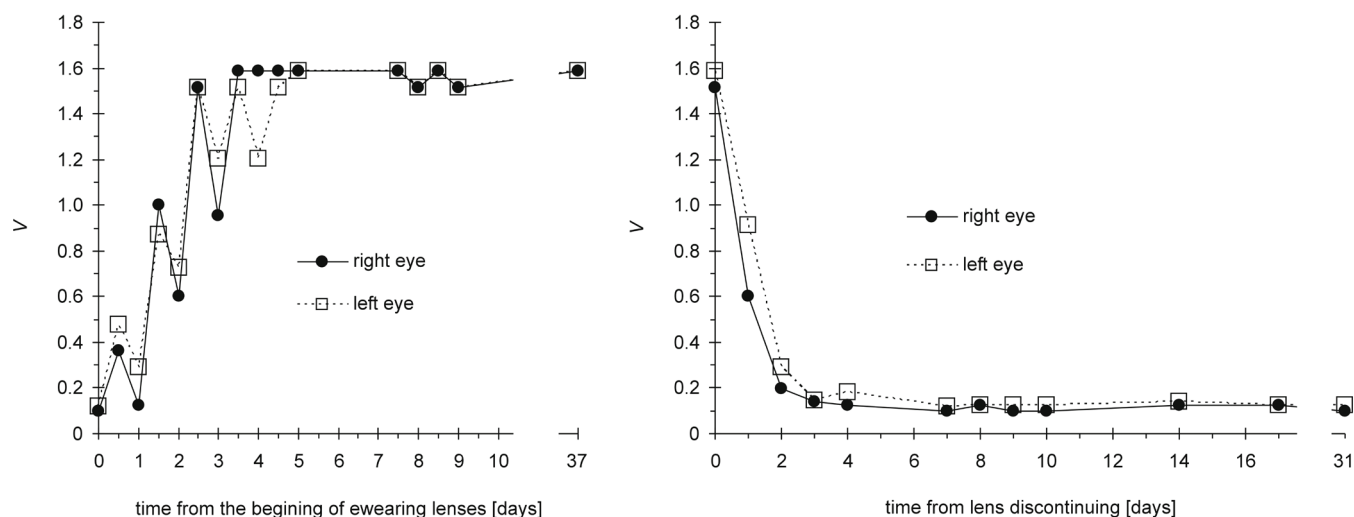 1.8
1.6
1.4
1.2
1.0
0.8
0.6
0.4
0.2
0
V
right eye
left eye
0 1 2 3 4 5 6 7 8 9 10 37
time from the begining of ewearing lenses [days]
1.8
1.6
1.4
1.2
1.0
0.8
0.6
0.4
0.2
0
V
right eye
left eye
0 2 4 6 8 10 12 14 16 31
time from lens discontinuing [days]